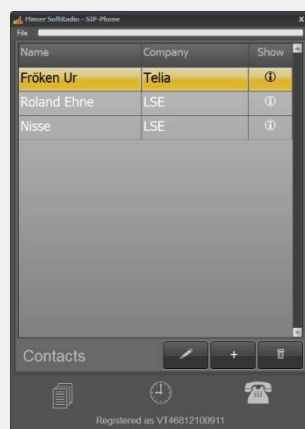 Mimer SoftRadio - SIP-Phone x
File
Name Company Show
Fröken Ur Telia
Roland Ehne LSE
Nisse LSE
Contacts +
Registered as VT46812100911